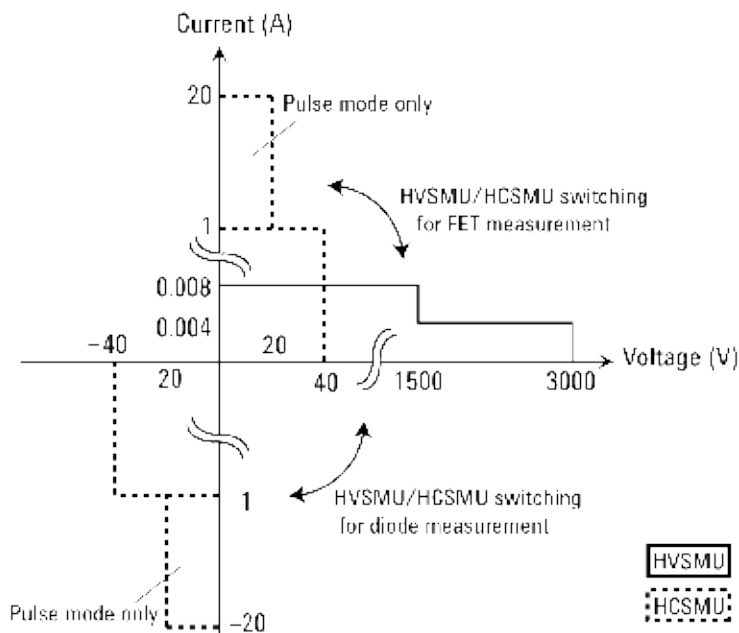 Current (A)
20
Pulse mode only
HVSMU/HCSMU switching
for FET measurement
1
0.008
0.004
−40
20
Voltage (V)
20
40
1500
3000
1
HVSMU/HCSMU switching
for diode measurement
Pulse mode only
−20
HVSMU
HCSMU